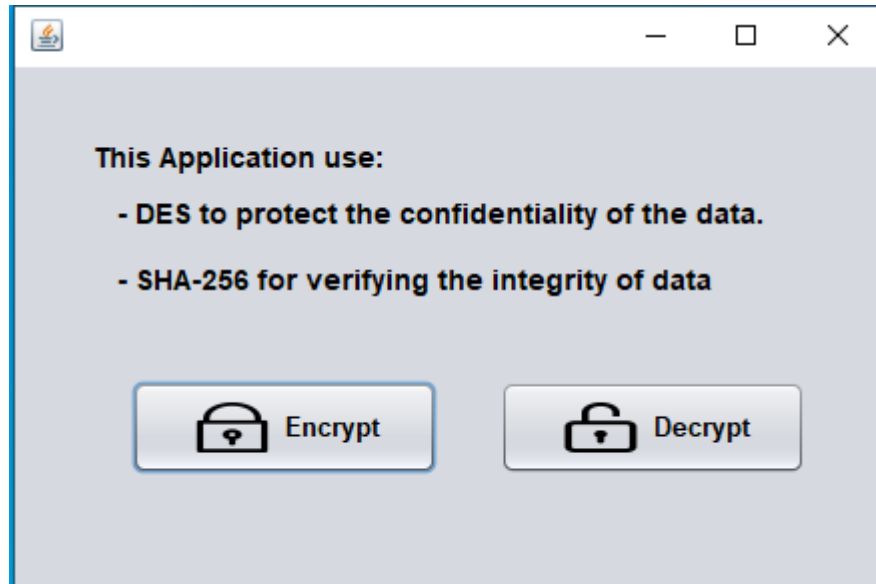 This Application use:
- DES to protect the confidentiality of the data.
- SHA-256 for verifying the integrity of data
Encrypt
Decrypt